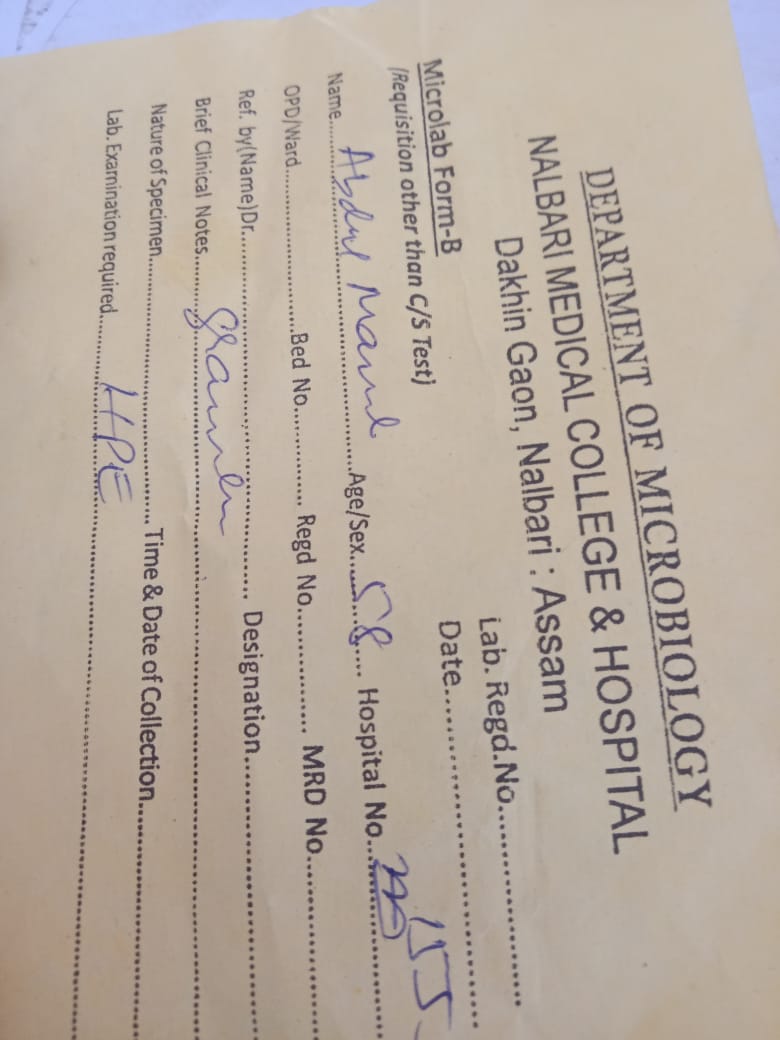 DEPARTMENT OF MICROBIOLOGY
NALBARI MEDICAL COLLEGE & HOSPITAL
Dakhin Gaon, Nalbari : Assam
Lab. Regd.No....................
Microlab Form-B
Date....................
(Requisition other than C/S Test)
Name....... Abdul .......Age/Sex...58... Hospital No...
OPD/Ward....................Bed No............. Regd No............... MRD No....................
Ref. by(Name)Dr.................... Designation....................
Brief Clinical Notes....................
Nature of Specimen....................Time & Date of Collection....................
Lab. Examination required.......HPE.......